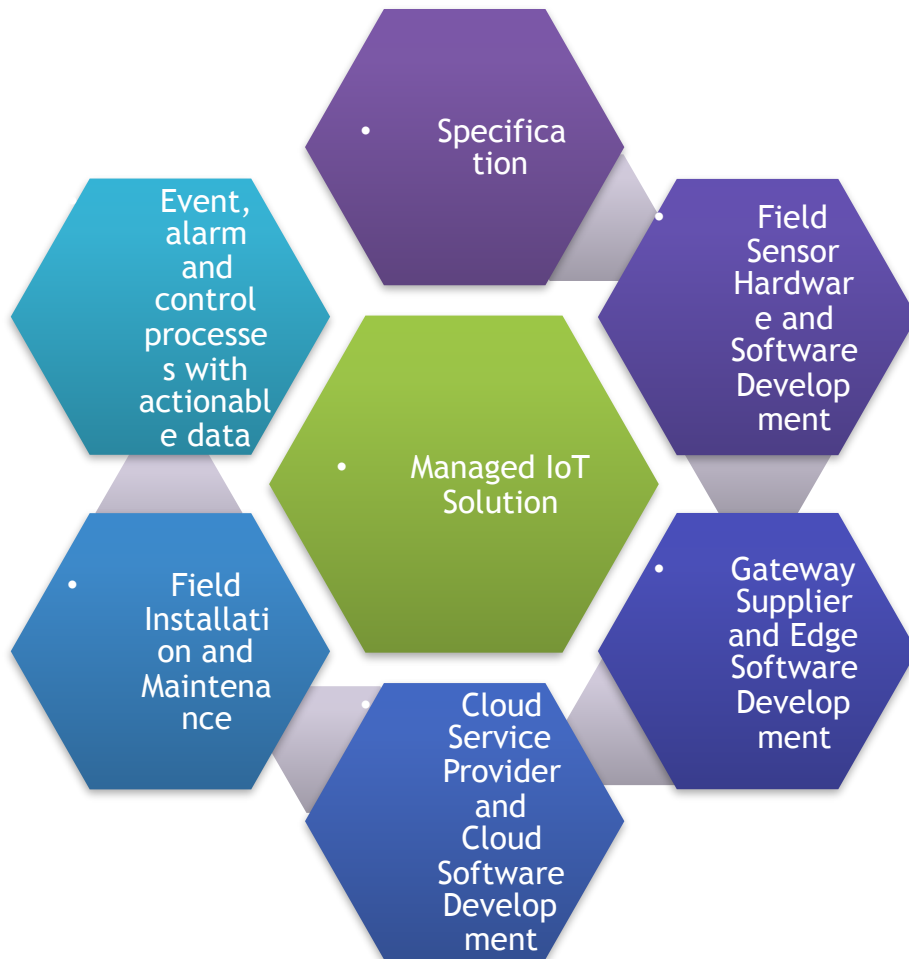 • Specifica
tion
Event,
alarm
and
control
processe
s with
actionabl
e data
• Field
Sensor
Hardwar
e and
Software
Develop
ment
• Managed IoT
Solution
• Field
Installati
on and
Maintena
nce
• Gateway
Supplier
and Edge
Software
Develop
ment
• Cloud
Service
Provider
and
Cloud
Software
Develop
ment